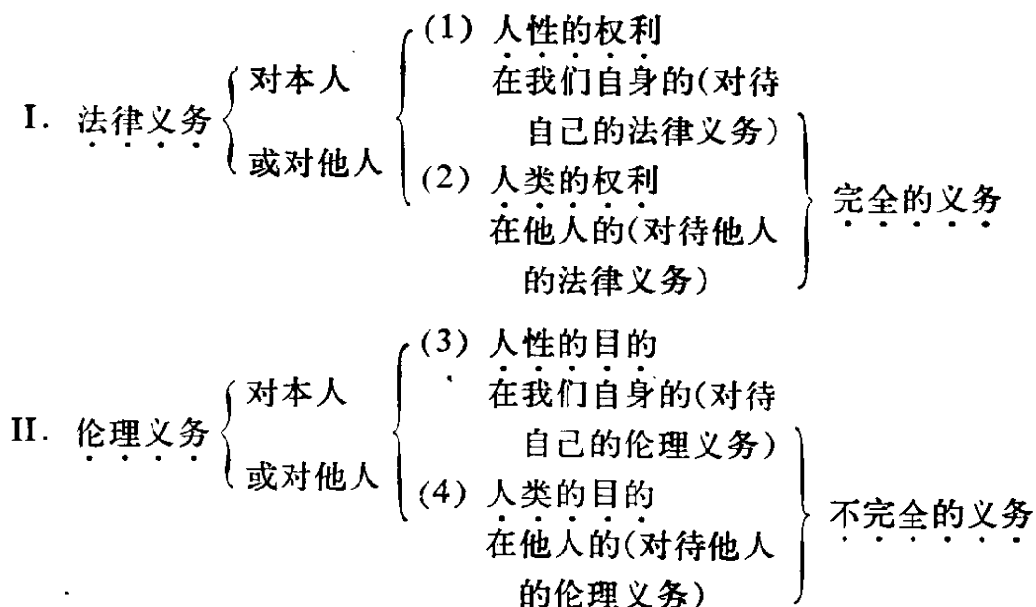 I. 法律义务
对本人
或对他人
(1) 人性的权利
在我们自身的(对待
自己的法律义务)
(2) 人类的权利
在他人的(对待他人
的法律义务)
完全的义务
II. 伦理义务
对本人
或对他人
(3) 人性的目的
在我们自身的(对待
自己的伦理义务)
(4) 人类的目的
在他人的(对待他人
的伦理义务)
不完全的义务